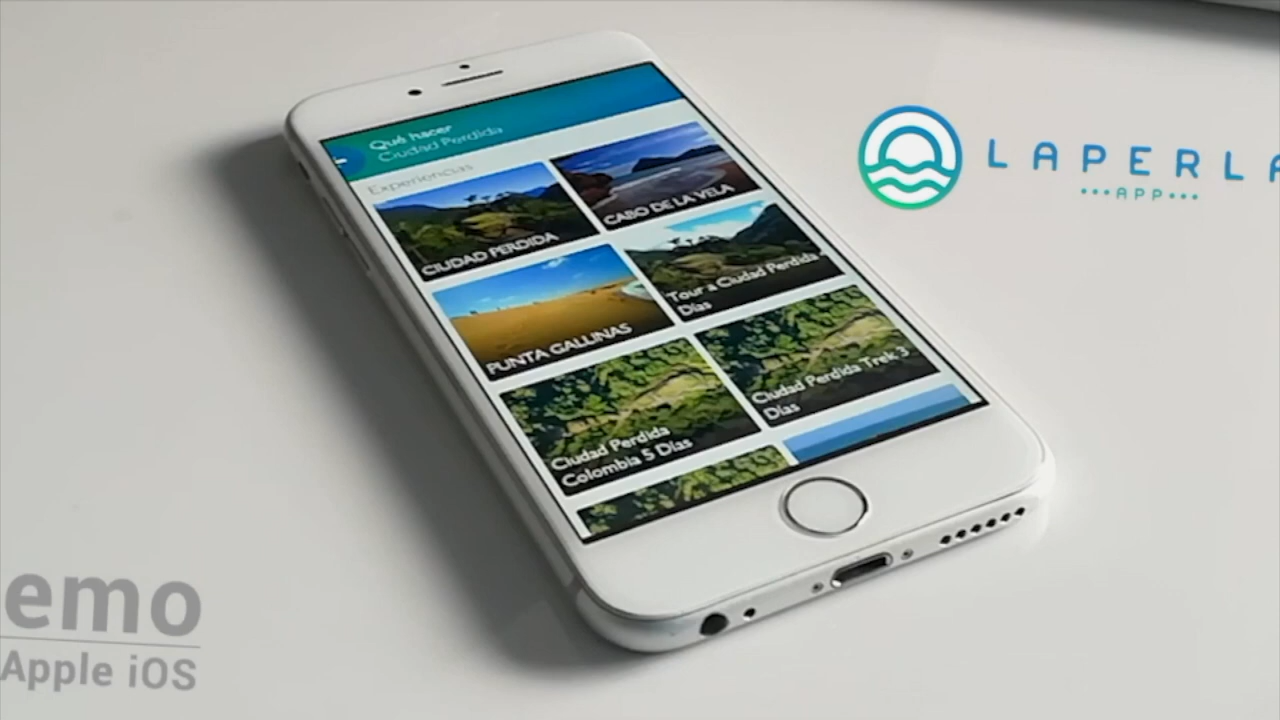 Qué hacer
Ciudad Perdida
Experiencias
CIUDAD PERDIDA
CABO DE LA VELA
PUNTA GALLINAS
Tour a Ciudad Perdida
Días
Ciudad Perdida
Colombia 5 Días
Ciudad Perdida Trek 3
Días
LAPERLA
•••APP•••
emo
Apple iOS